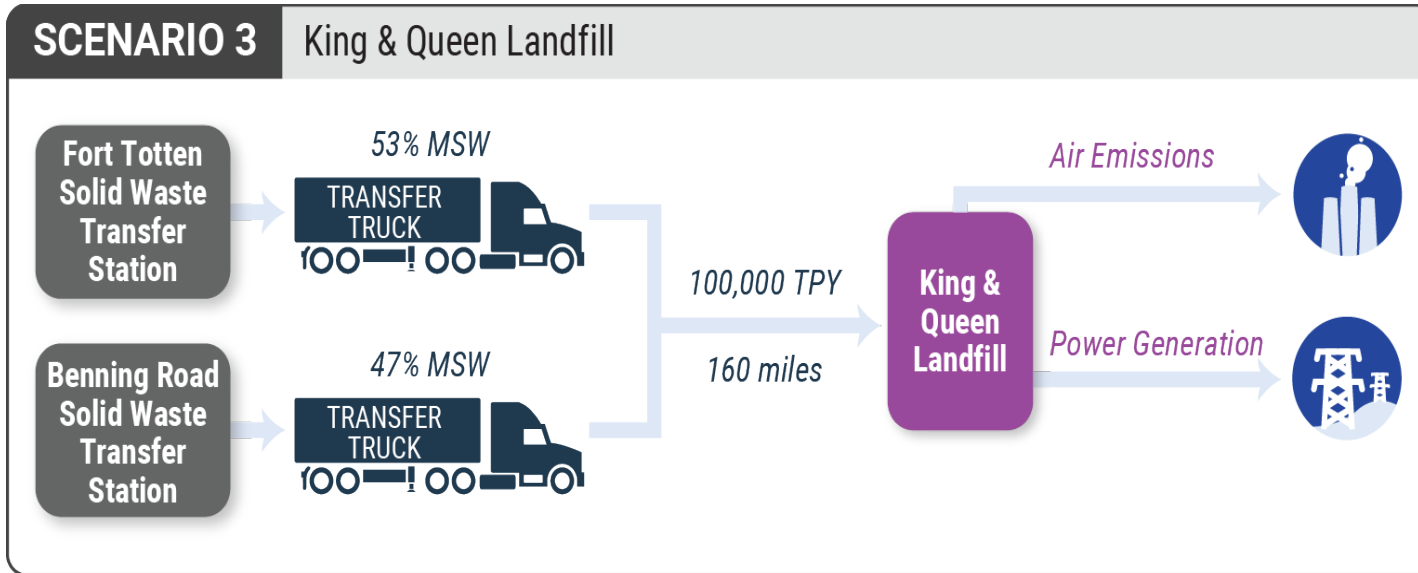 SCENARIO 3
King & Queen Landfill
Fort Totten
Solid Waste
Transfer
Station
53% MSW
TRANSFER
TRUCK
Benning Road
Solid Waste
Transfer
Station
47% MSW
TRANSFER
TRUCK
100,000 TPY
160 miles
King &
Queen
Landfill
Air Emissions
Power Generation